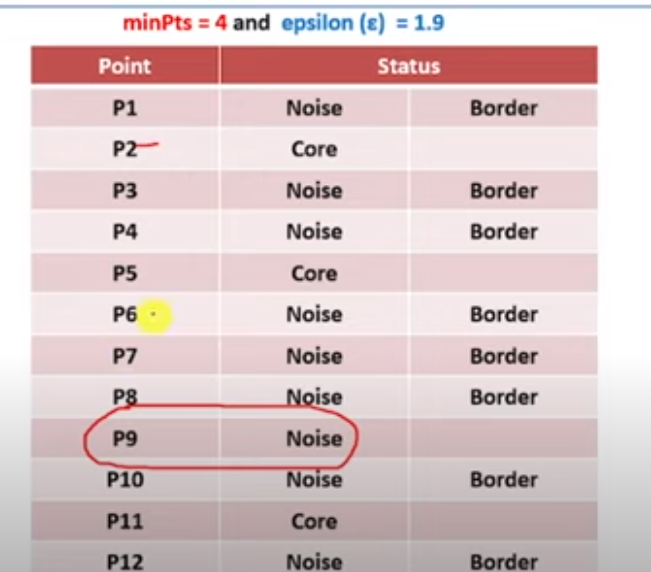 minPts = 4 and epsilon (ε) = 1.9
Point Status
P1 Noise Border
P2 Core
P3 Noise Border
P4 Noise Border
P5 Core
P6 Noise Border
P7 Noise Border
P8 Noise Border
P9 Noise
P10 Noise Border
P11 Core
P12 Noise Border